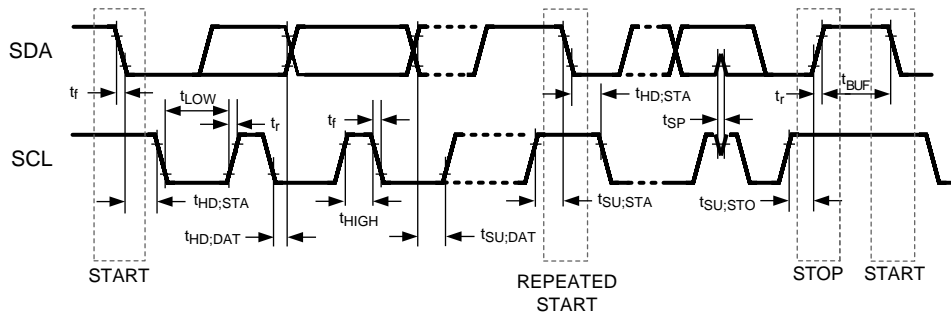 SDA
tf
tLOW
tr
tf
tHD;STA
tSP
tr
tBUF
SCL
tHD;STA
tHD;DAT
tHIGH
tSU;DAT
tSU;STA
tSU;STO
START
REPEATED
START
STOP
START